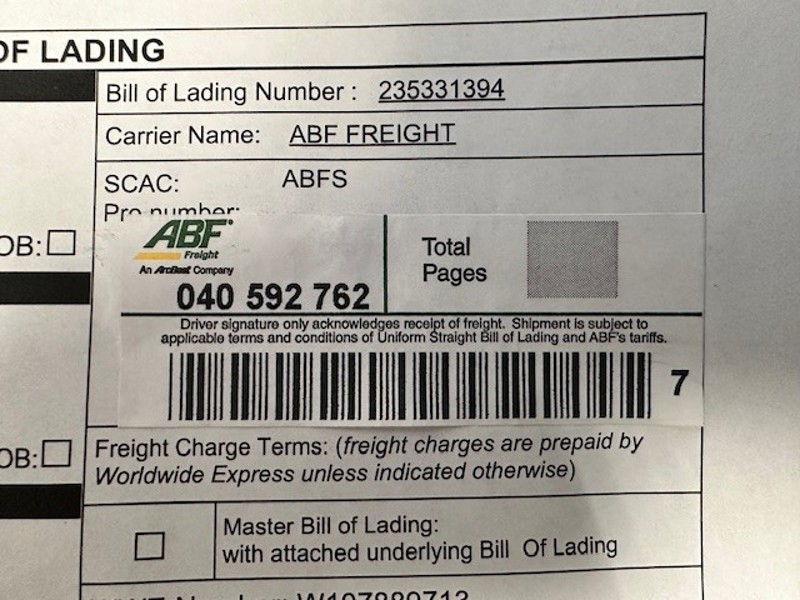 OF LADING
Bill of Lading Number : 235331394
Carrier Name: ABF FREIGHT
SCAC: ABFS
Pro number:
OB:
ABF
Freight
An ArcBest Company
040 592 762
Total
Pages
Driver signature only acknowledges receipt of freight. Shipment is subject to
applicable terms and conditions of Uniform Straight Bill of Lading and ABF's tariffs.
7
OB:
Freight Charge Terms: (freight charges are prepaid by
Worldwide Express unless indicated otherwise)
Master Bill of Lading:
with attached underlying Bill Of Lading